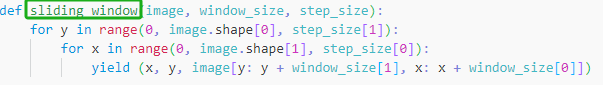 def sliding_window(image, window_size, step_size):
    for y in range(0, image.shape[0], step_size[1]):
        for x in range(0, image.shape[1], step_size[0]):
            yield (x, y, image[y: y + window_size[1], x: x + window_size[0]])